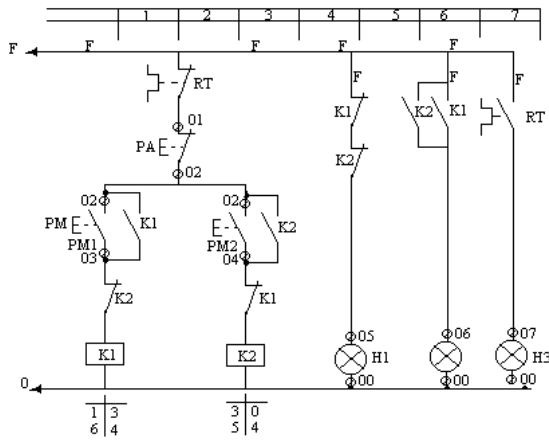 1 2 3 4 5 6 7
F F F F
F F F
RT K1 K2 K1 RT
01
PA
K2
02
02 02
PM K1 K2
PM1 PM2
03 04
K2 K1
05 06 07
K1 K2 H1 H3
00 00 00
0
1 3 3 0
6 4 5 4